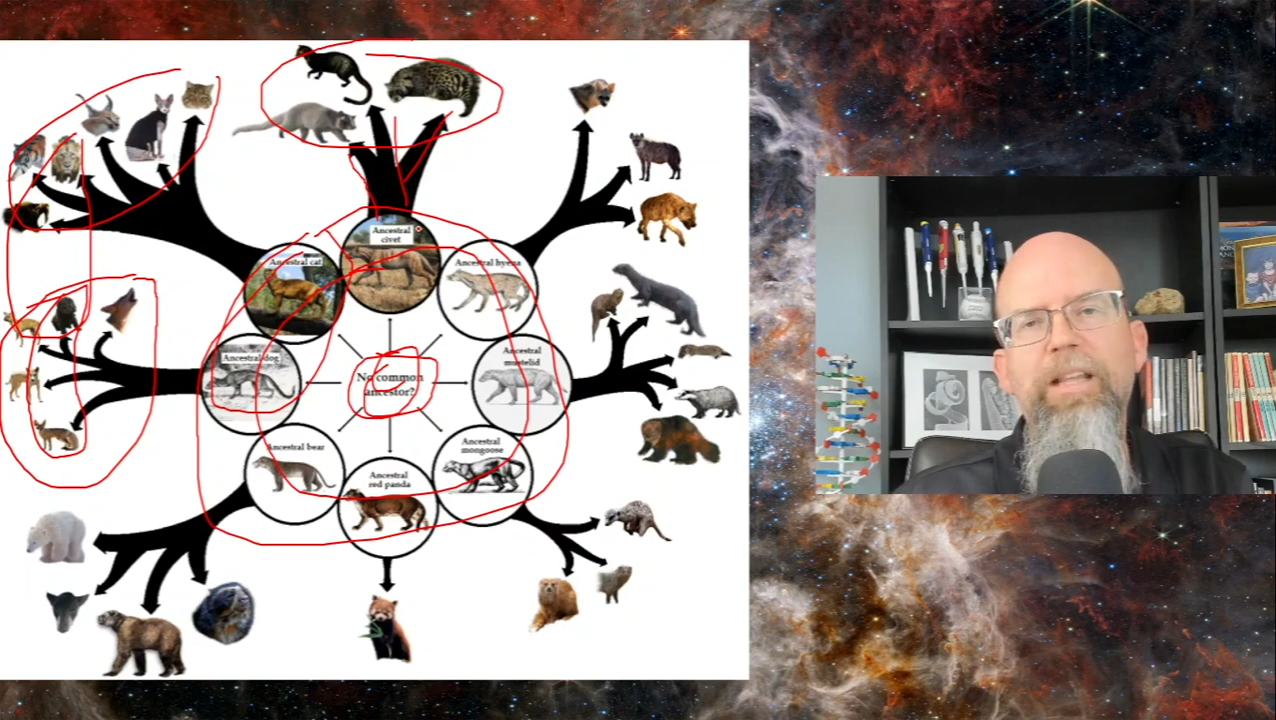 Ancestral
civet
Ancestral cat
Ancestral hyena
Ancestral dog
No common
ancestor?
Ancestral
mustelid
Ancestral bear
Ancestral
mongoose
Ancestral
red panda